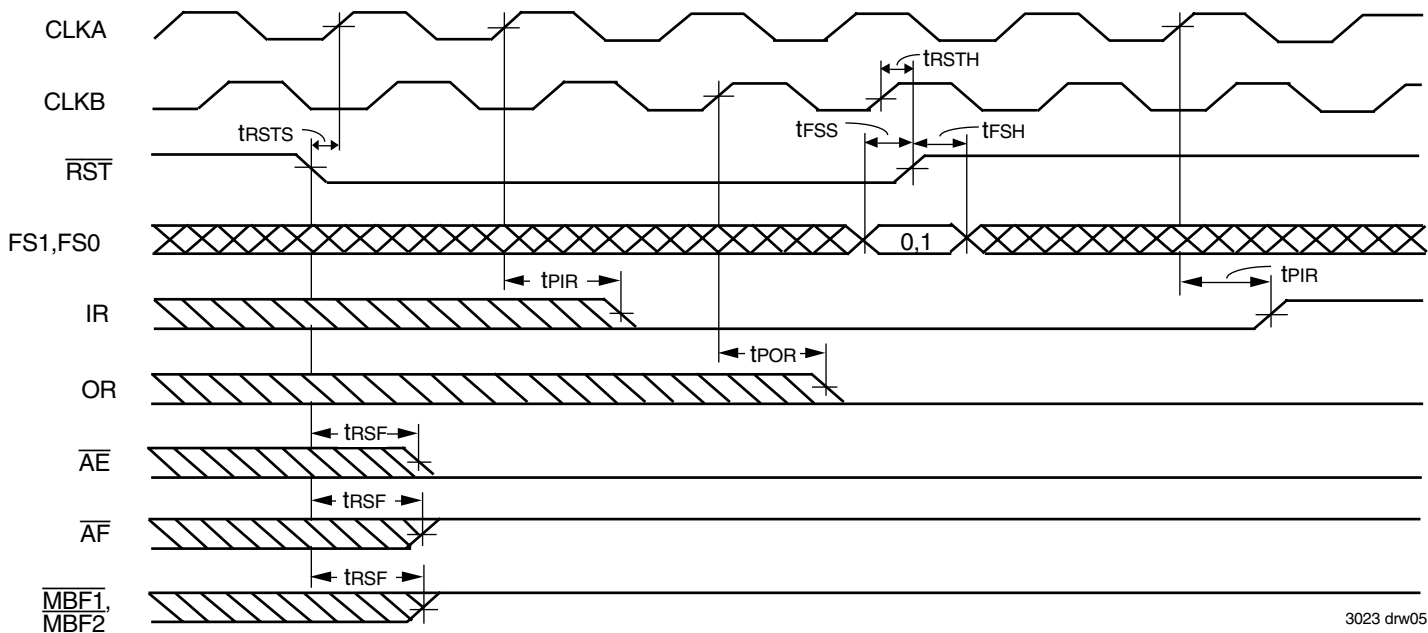 CLKA
tRSTH
CLKB
tRSTS
tFSS
tFSH
RST
FS1,FS0
0,1
tPIR
tPIR
IR
tPOR
OR
tRSF
AE
tRSF
AF
tRSF
MBF1,
MBF2
3023 drw05